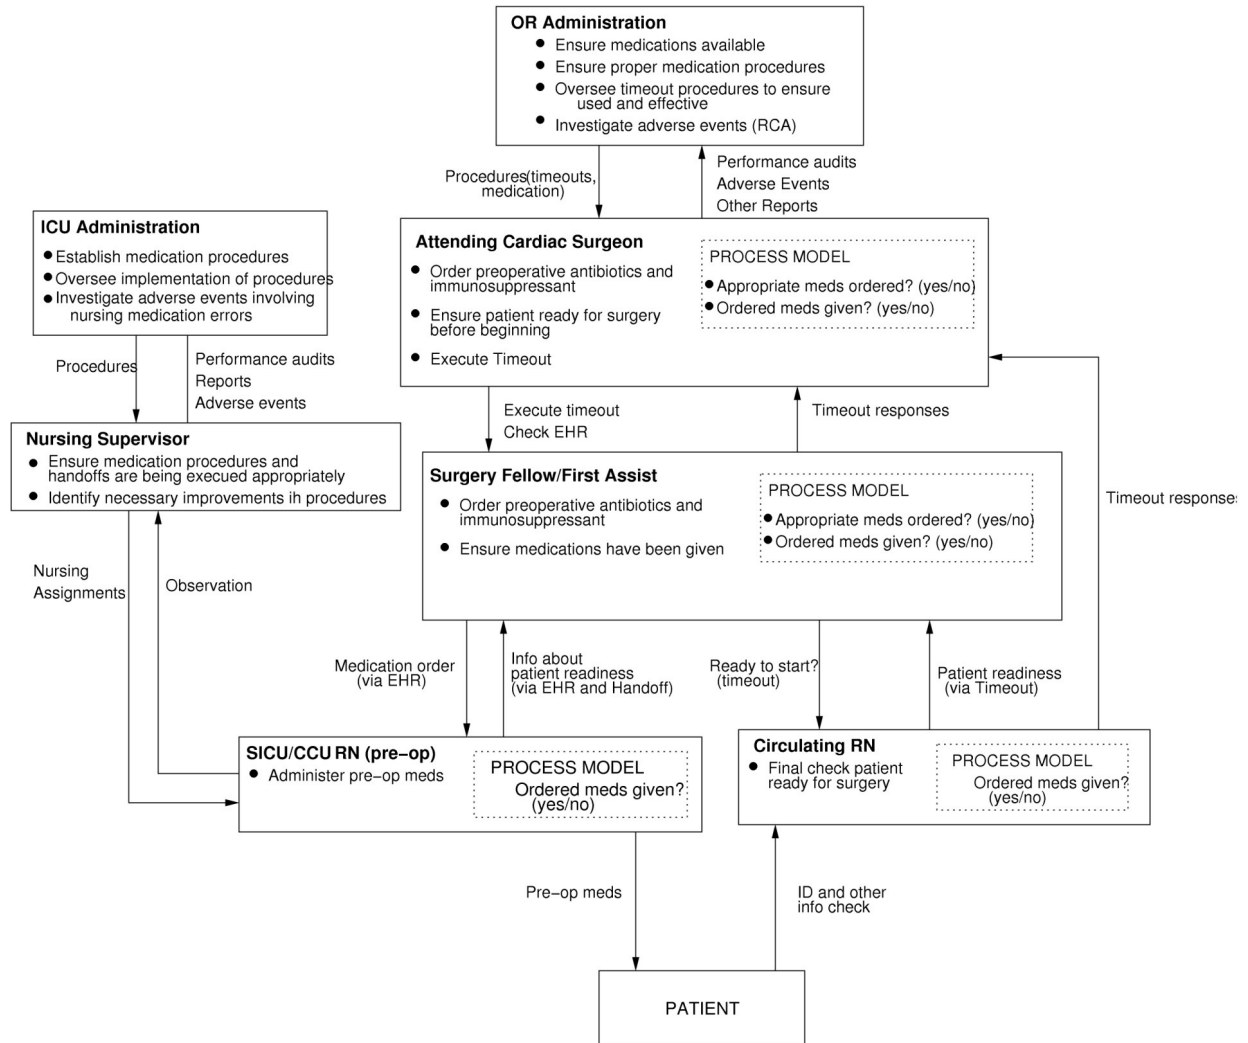 OR Administration
● Ensure medications available
● Ensure proper medication procedures
● Oversee timeout procedures to ensure
used and effective
● Investigate adverse events (RCA)
Procedures(timeouts,
medication)
Performance audits
Adverse Events
Other Reports
ICU Administration
● Establish medication procedures
● Oversee implementation of procedures
● Investigate adverse events involving
nursing medication errors
Attending Cardiac Surgeon
● Order preoperative antibiotics and
immunosuppressant
● Ensure patient ready for surgery
before beginning
● Execute Timeout
PROCESS MODEL
● Appropriate meds ordered? (yes/no)
● Ordered meds given? (yes/no)
Procedures
Performance audits
Reports
Adverse events
Execute timeout
Check EHR
Timeout responses
Nursing Supervisor
● Ensure medication procedures and
handoffs are being execued appropriately
● Identify necessary improvements ih procedures
Surgery Fellow/First Assist
● Order preoperative antibiotics and
immunosuppressant
● Ensure medications have been given
PROCESS MODEL
● Appropriate meds ordered? (yes/no)
● Ordered meds given? (yes/no)
Timeout responses
Nursing
Assignments
Observation
Medication order
(via EHR)
Info about
patient readiness
(via EHR and Handoff)
Ready to start?
(timeout)
Patient readiness
(via Timeout)
SICU/CCU RN (pre−op)
● Administer pre−op meds
PROCESS MODEL
Ordered meds given?
(yes/no)
Circulating RN
● Final check patient
ready for surgery
PROCESS MODEL
Ordered meds given?
(yes/no)
Pre−op meds
ID and other
info check
PATIENT